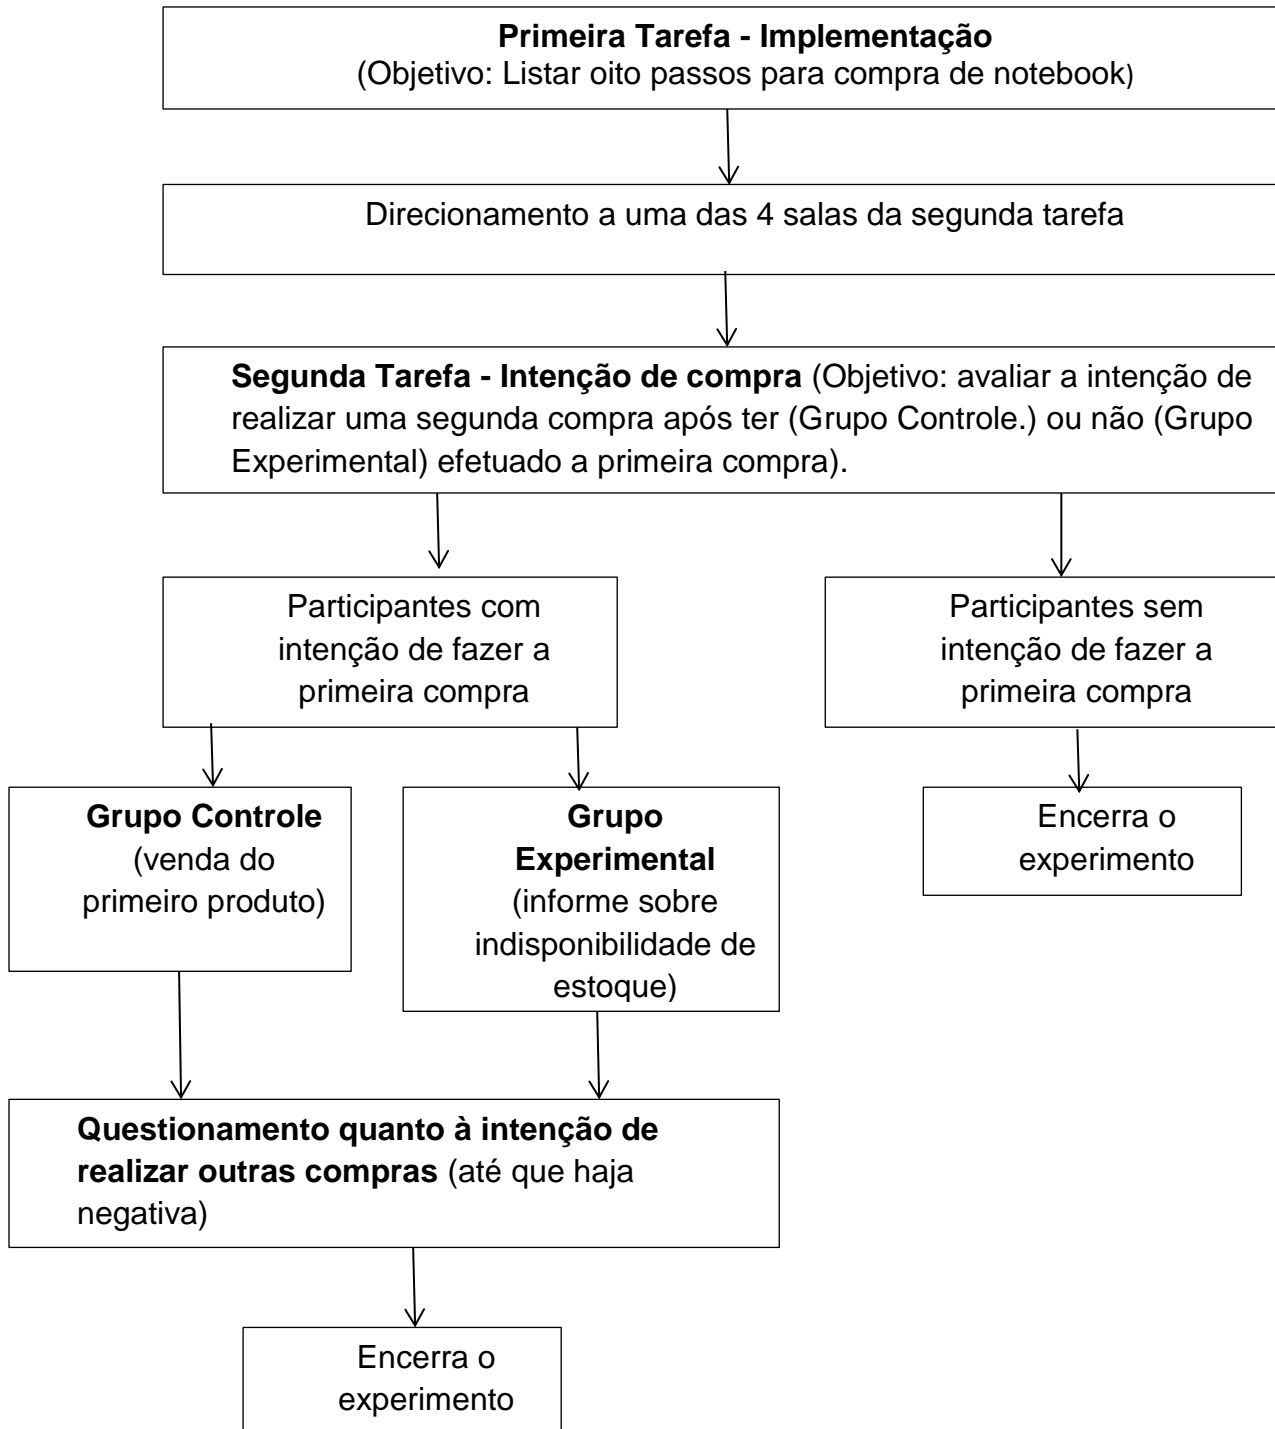 Primeira Tarefa - Implementação
(Objetivo: Listar oito passos para compra de notebook)
Direcionamento a uma das 4 salas da segunda tarefa
Segunda Tarefa - Intenção de compra (Objetivo: avaliar a intenção de
realizar uma segunda compra após ter (Grupo Controle.) ou não (Grupo
Experimental) efetuado a primeira compra).
Participantes com
intenção de fazer a
primeira compra
Participantes sem
intenção de fazer a
primeira compra
Grupo Controle
(venda do
primeiro produto)
Grupo
Experimental
(informe sobre
indisponibilidade de
estoque)
Encerra o
experimento
Questionamento quanto à intenção de
realizar outras compras (até que haja
negativa)
Encerra o
experimento